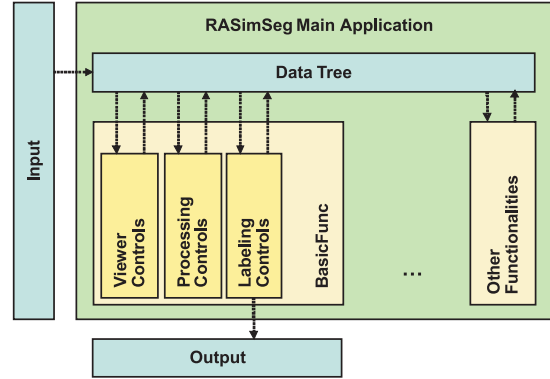 RASimSeg Main Application
Data Tree
Input
Viewer
Controls
Processing
Controls
Labeling
Controls
BasicFunc
...
Other
Functionalities
Output